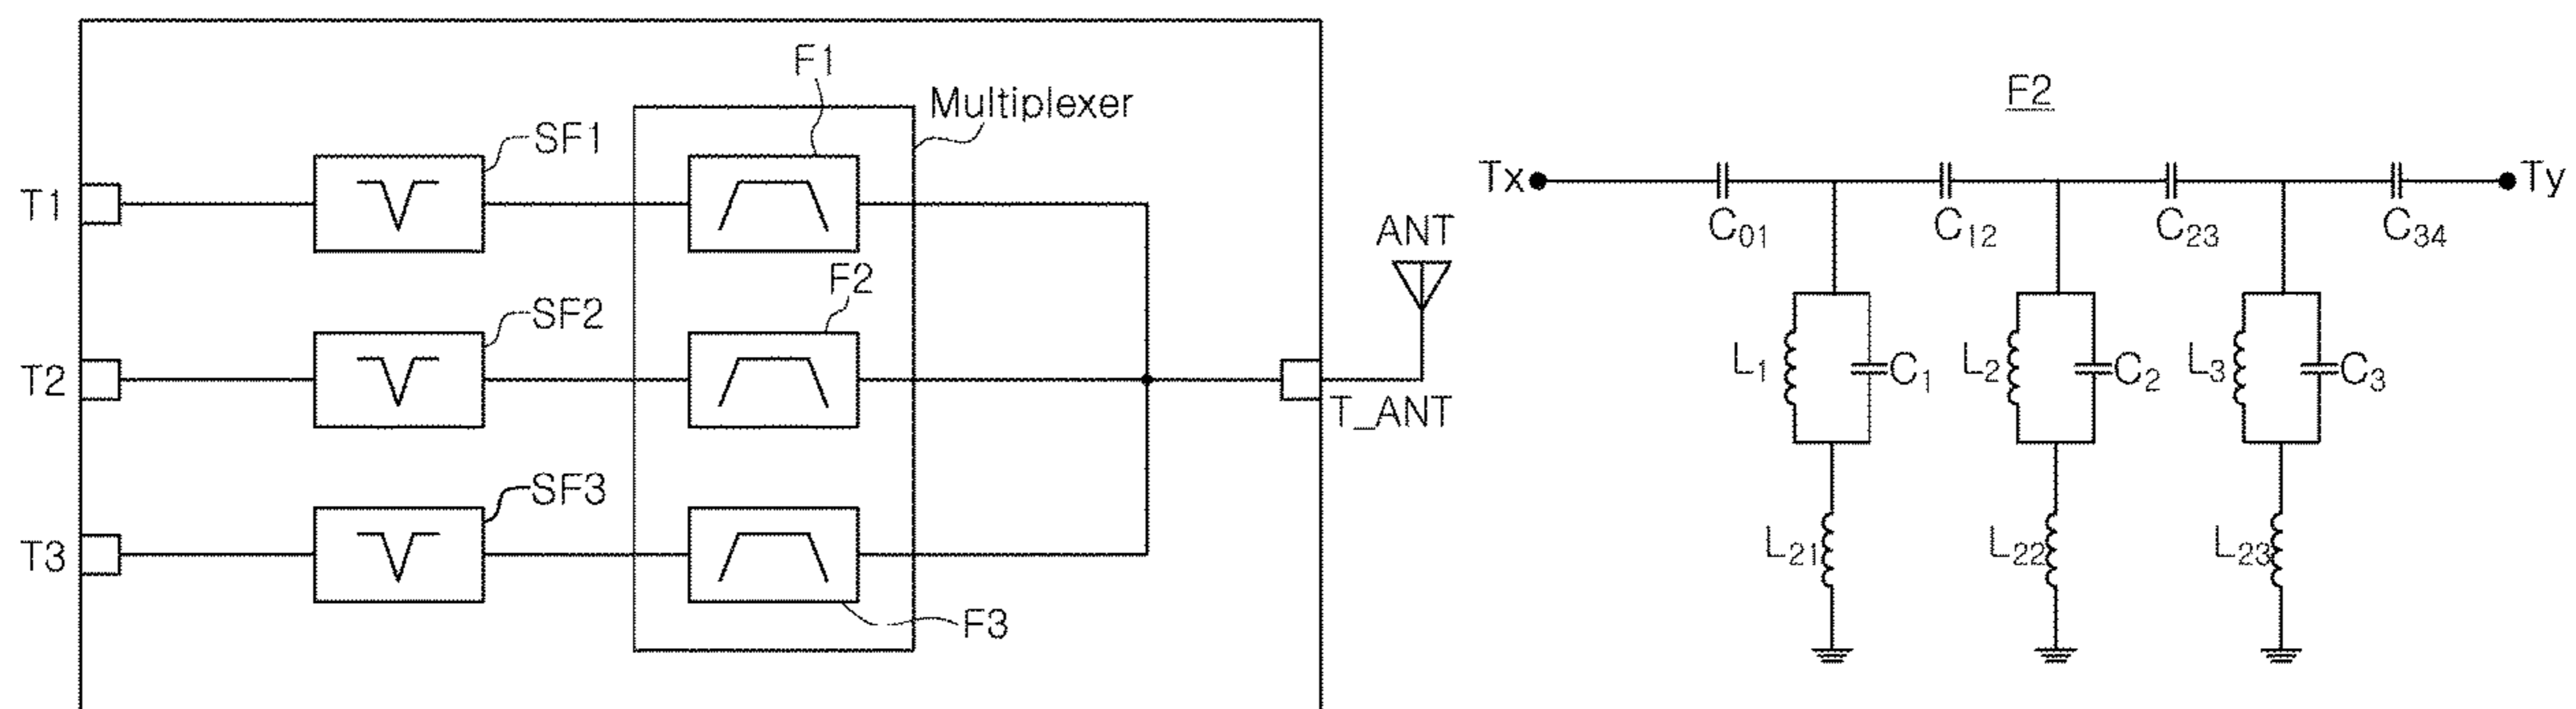 F1
Multiplexer
SF1
T1
F2
SF2
T2
ANT
T_ANT
SF3
T3
F3
F2
Tx
Ty
C01
C12
C23
C34
L1
C1
L2
C2
L3
C3
L21
L22
L23